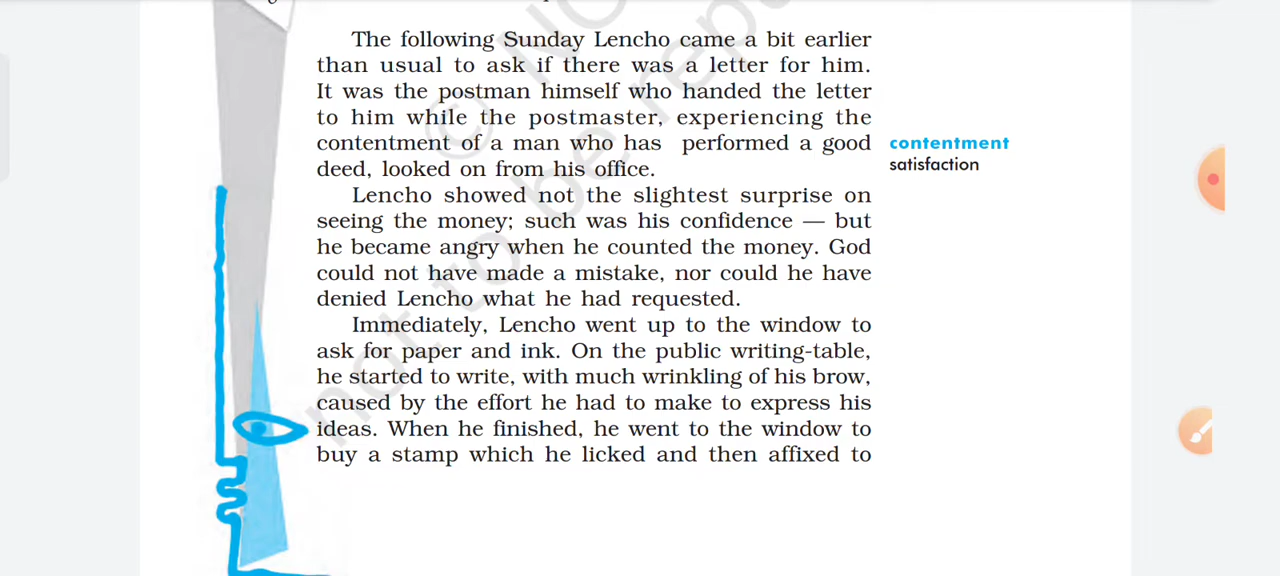 The following Sunday Lencho came a bit earlier
than usual to ask if there was a letter for him.
It was the postman himself who handed the letter
to him while the postmaster, experiencing the
contentment of a man who has performed a good
deed, looked on from his office.
contentment
satisfaction
Lencho showed not the slightest surprise on
seeing the money; such was his confidence — but
he became angry when he counted the money. God
could not have made a mistake, nor could he have
denied Lencho what he had requested.
Immediately, Lencho went up to the window to
ask for paper and ink. On the public writing-table,
he started to write, with much wrinkling of his brow,
caused by the effort he had to make to express his
ideas. When he finished, he went to the window to
buy a stamp which he licked and then affixed to